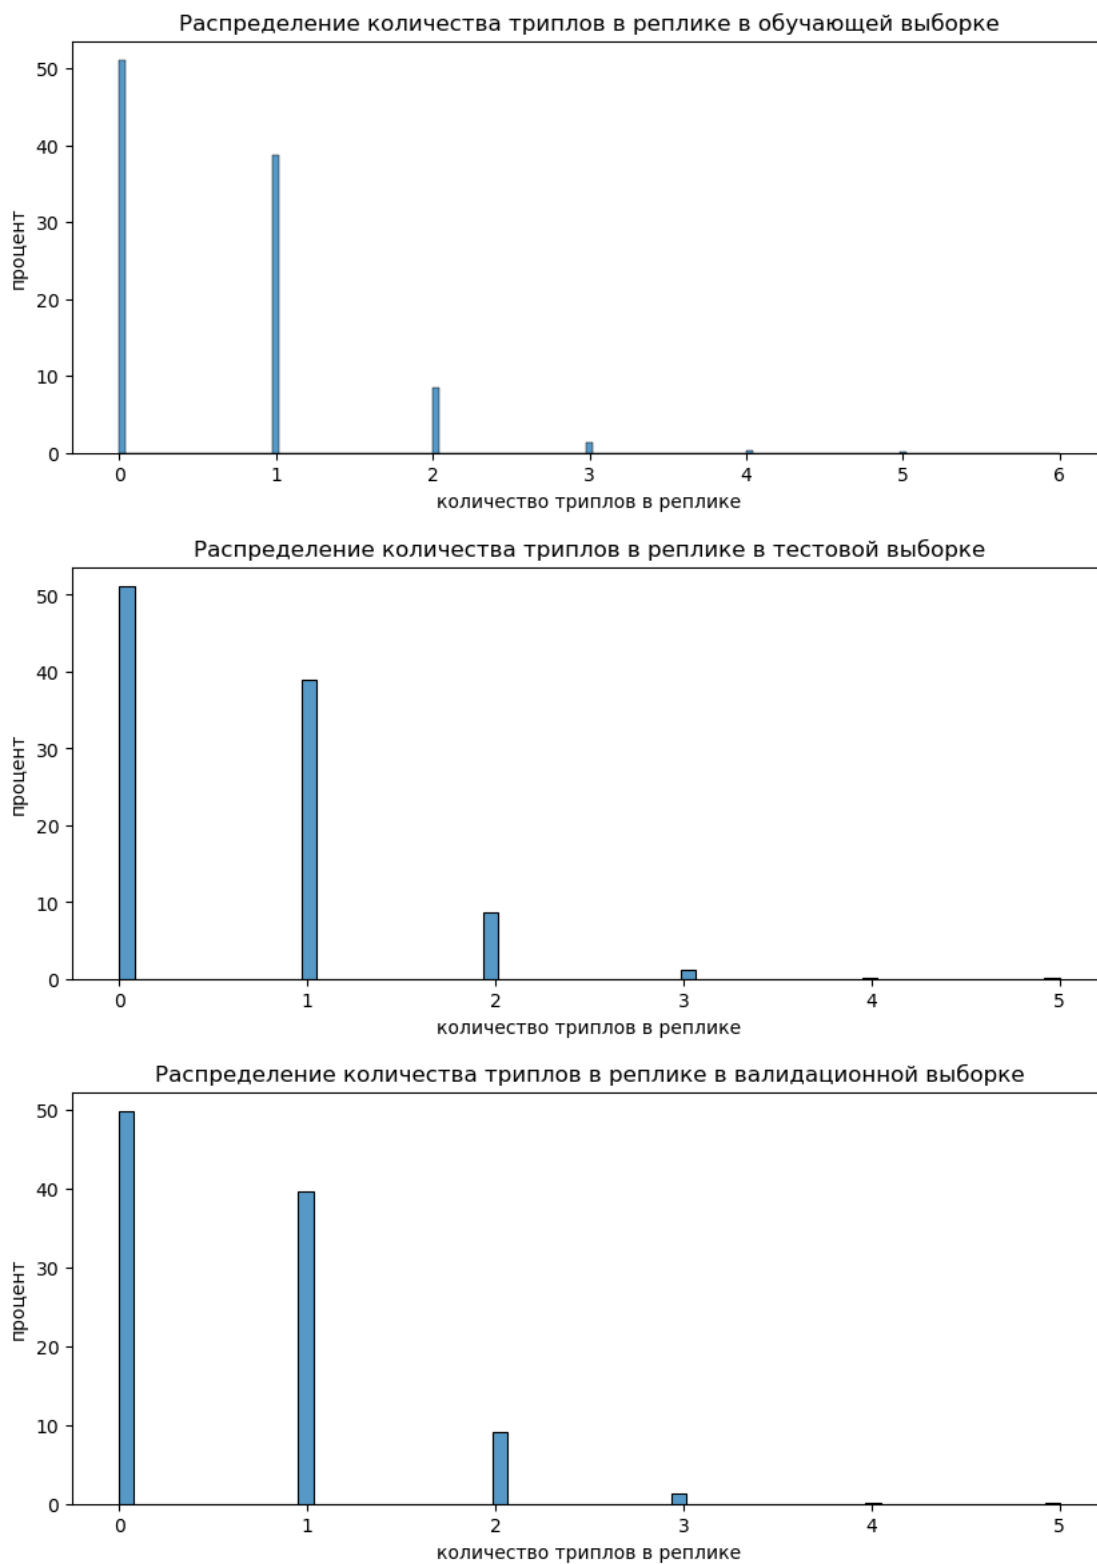 Распределение количества триплов в реплике в обучающей выборке
50
40
30
20
10
0
процент
0 1 2 3 4 5 6
количество триплов в реплике
Распределение количества триплов в реплике в тестовой выборке
50
40
30
20
10
0
процент
0 1 2 3 4 5
количество триплов в реплике
Распределение количества триплов в реплике в валидационной выборке
50
40
30
20
10
0
процент
0 1 2 3 4 5
количество триплов в реплике